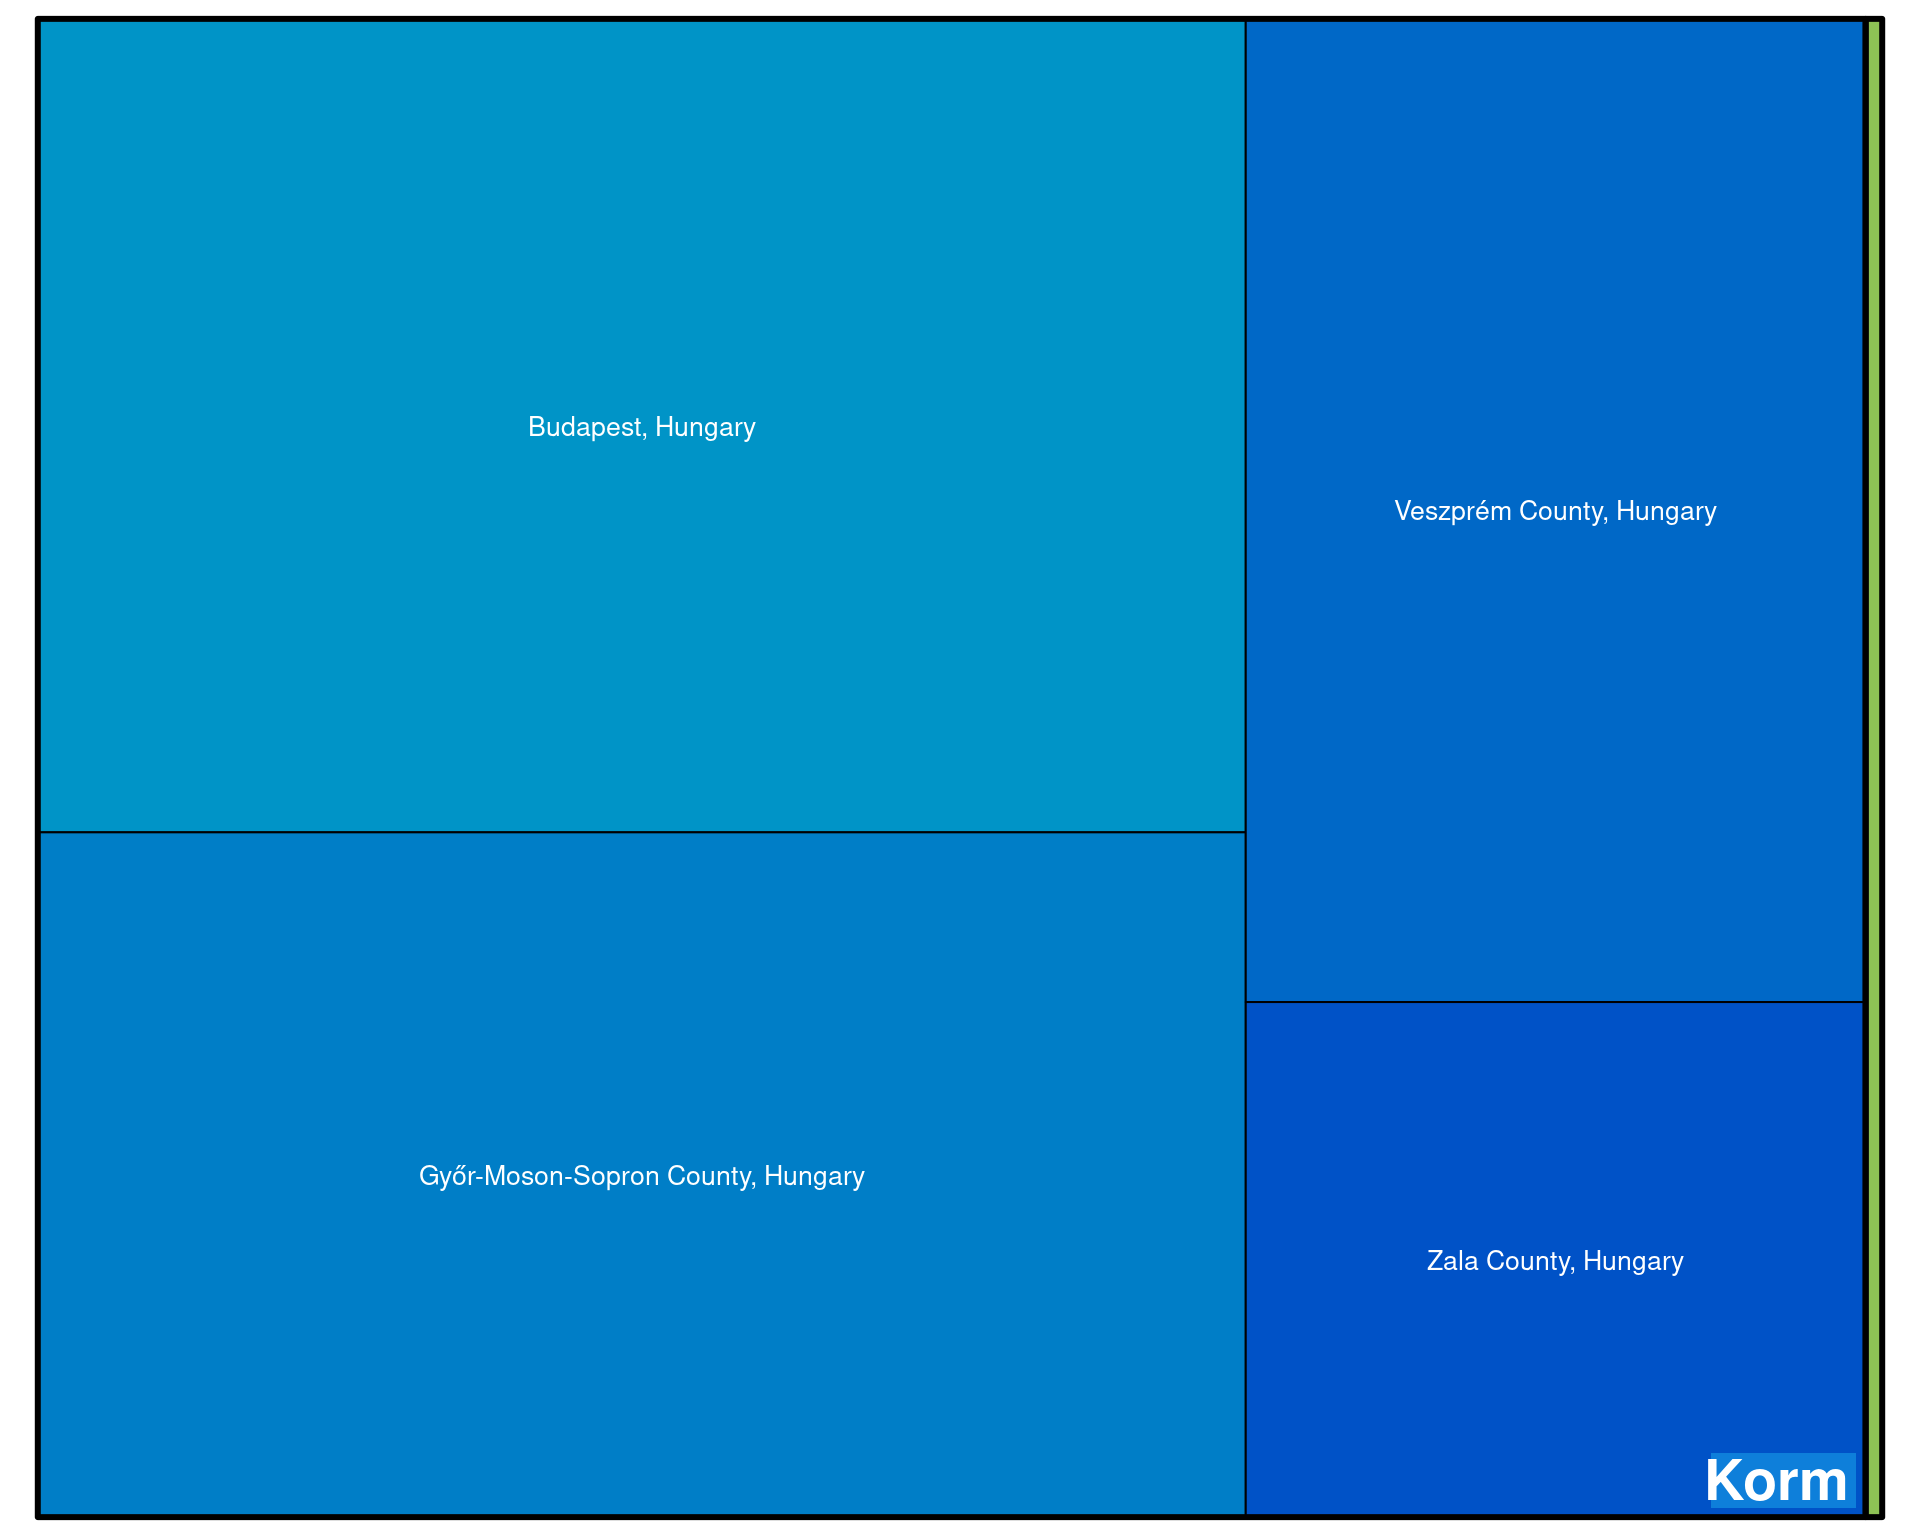 Budapest, Hungary
Veszprém County, Hungary
Győr-Moson-Sopron County, Hungary
Zala County, Hungary
Korm